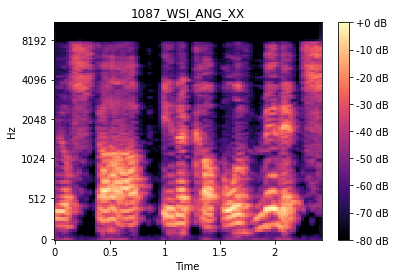 1087_WSI_ANG_XX
+0 dB
8192
-10 dB
4096
-20 dB
-30 dB
2048
Hz
-40 dB
1024
-50 dB
512
-60 dB
-70 dB
0
-80 dB
0
0.5
1
1.5
2
Time